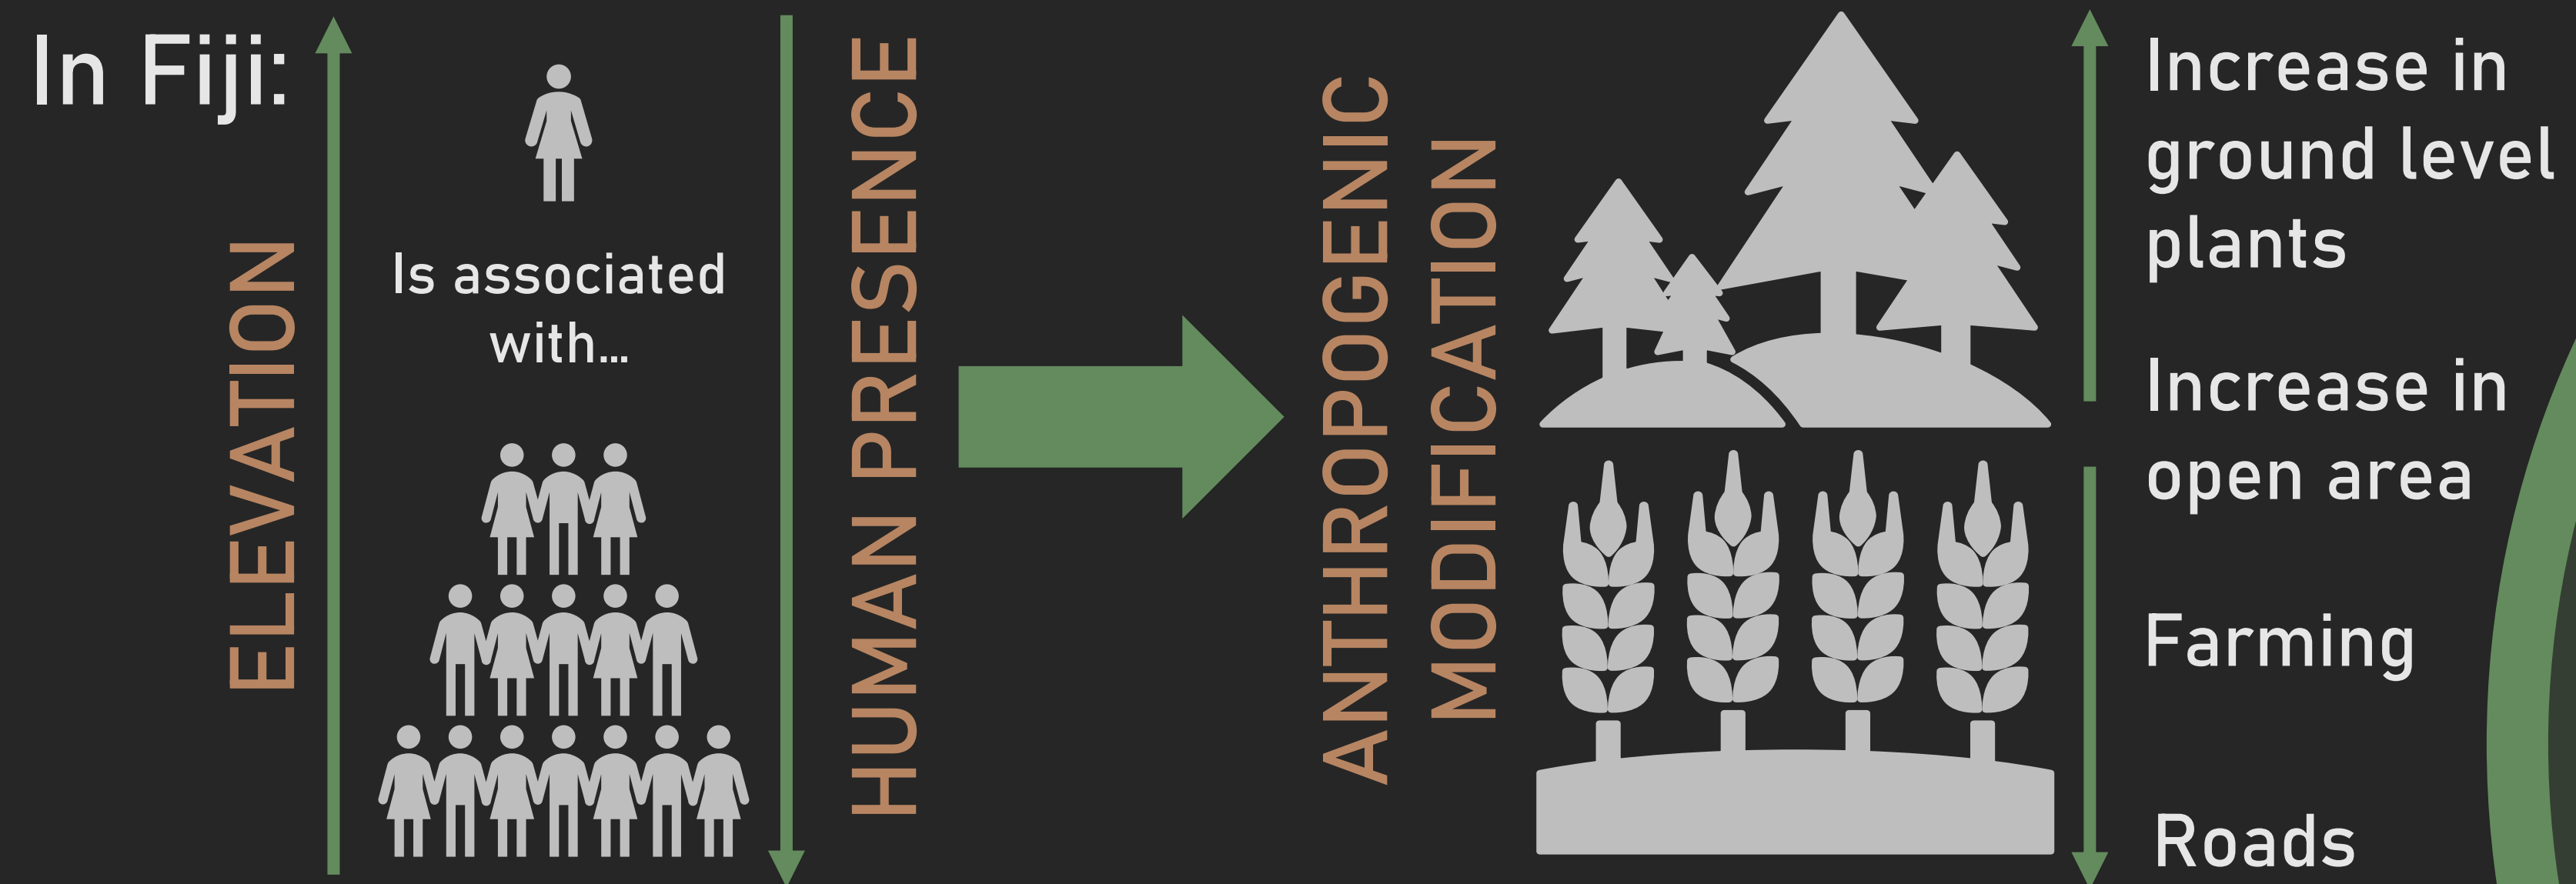 In Fiji:
ELEVATION
Is associated
with...
HUMAN PRESENCE
ANTHROPOGENIC
MODIFICATION
Increase in
ground level
plants
Increase in
open area
Farming
Roads